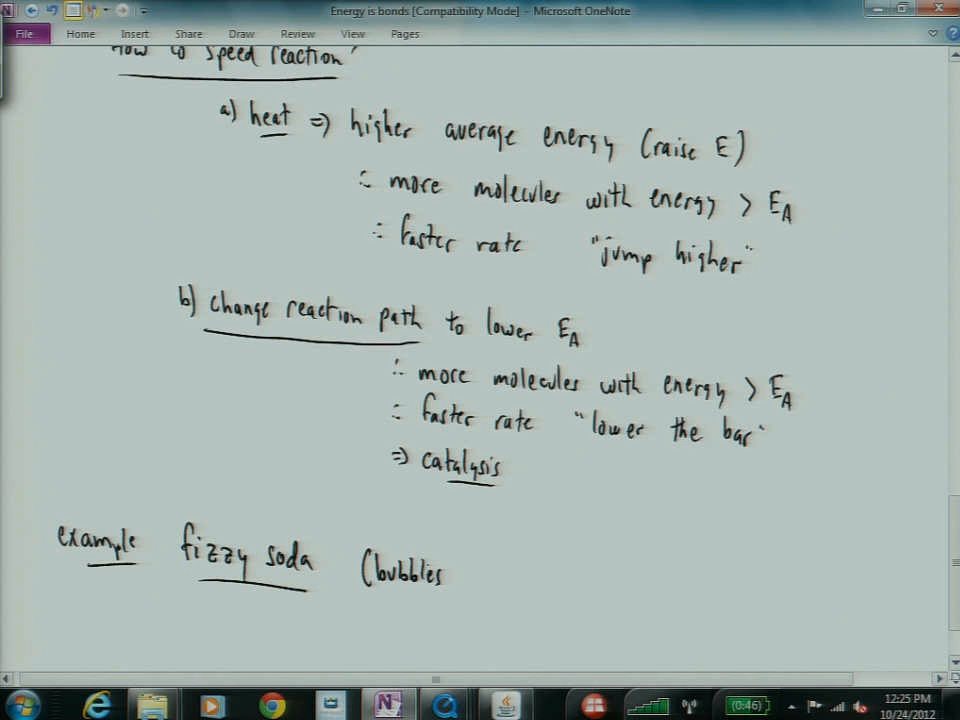 Energy is bonds [Compatibility Mode] – Microsoft OneNote
File Home Insert Share Draw Review View Pages
How to speed reaction?
a) heat ⇒ higher average energy (raise E)
∴ more molecules with energy > E_A
∴ faster rate "jump higher"
b) change reaction path to lower E_A
∴ more molecules with energy > E_A
∴ faster rate "lower the bar"
⇒ catalysis
example fizzy soda (bubbles
(0:46)
12:25 PM
10/24/2012